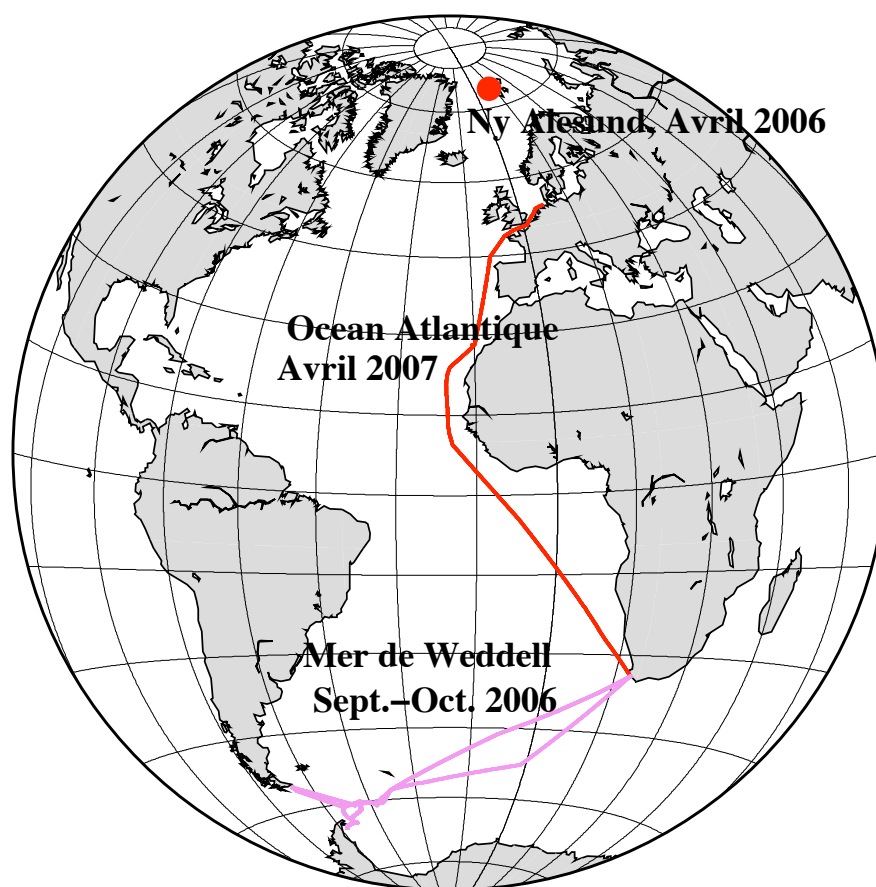 Ny Alesund, Avril 2006
Ocean Atlantique
Avril 2007
Mer de Weddell
Sept.−Oct. 2006